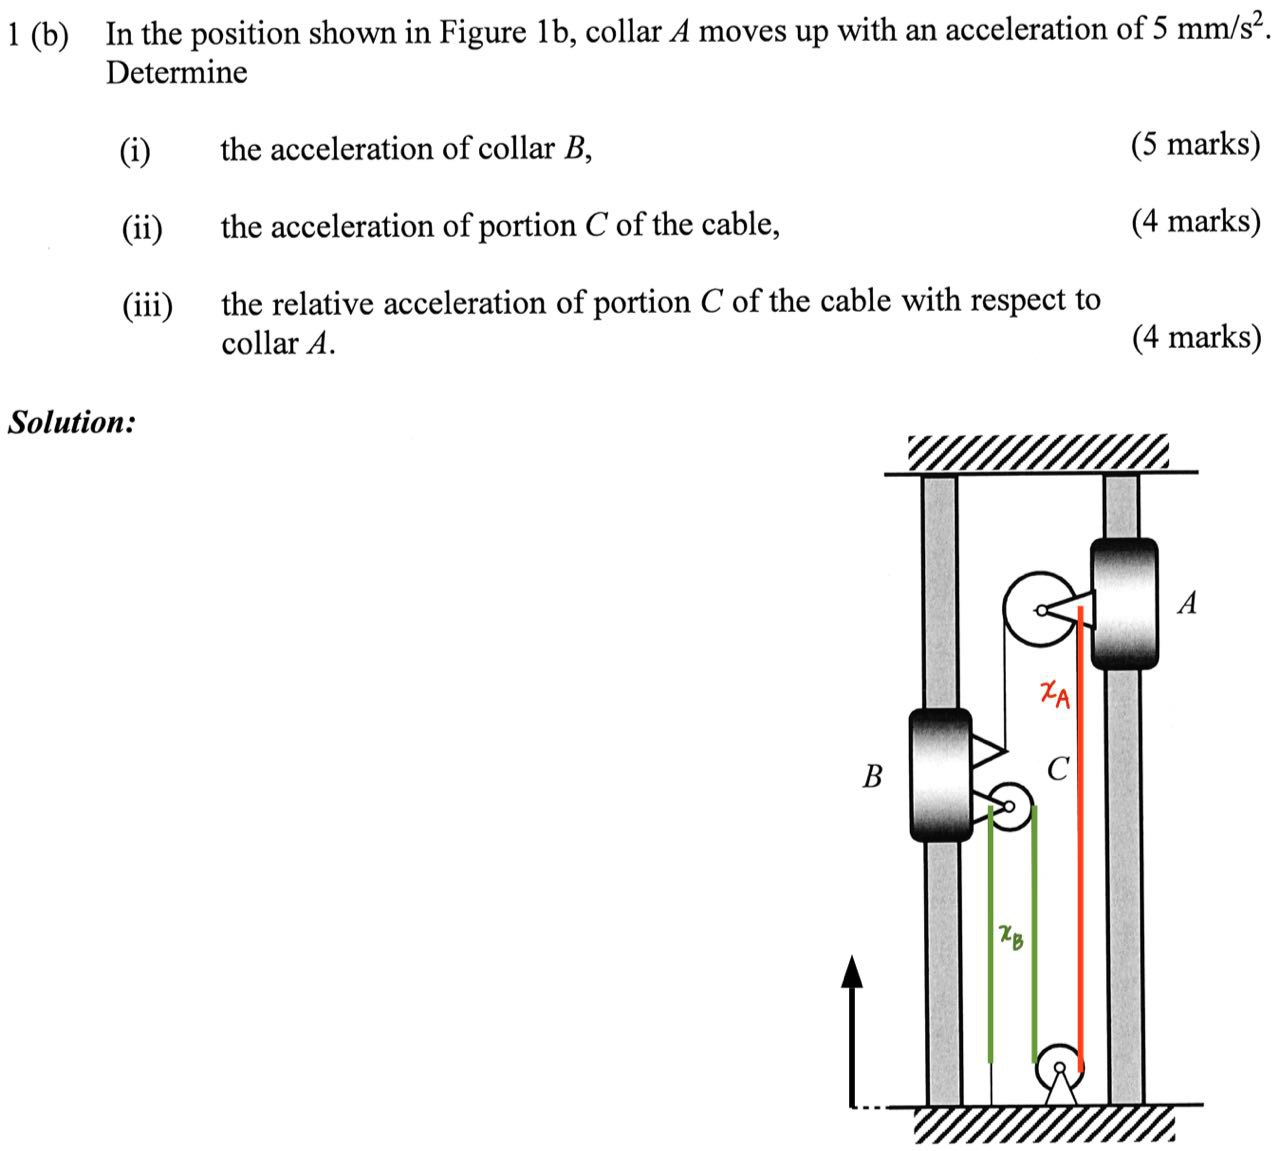 1 (b) In the position shown in Figure 1b, collar A moves up with an acceleration of 5 mm/s².
Determine
(i) the acceleration of collar B, (5 marks)
(ii) the acceleration of portion C of the cable, (4 marks)
(iii) the relative acceleration of portion C of the cable with respect to
collar A. (4 marks)
Solution:
A
x_A
B
C
x_B